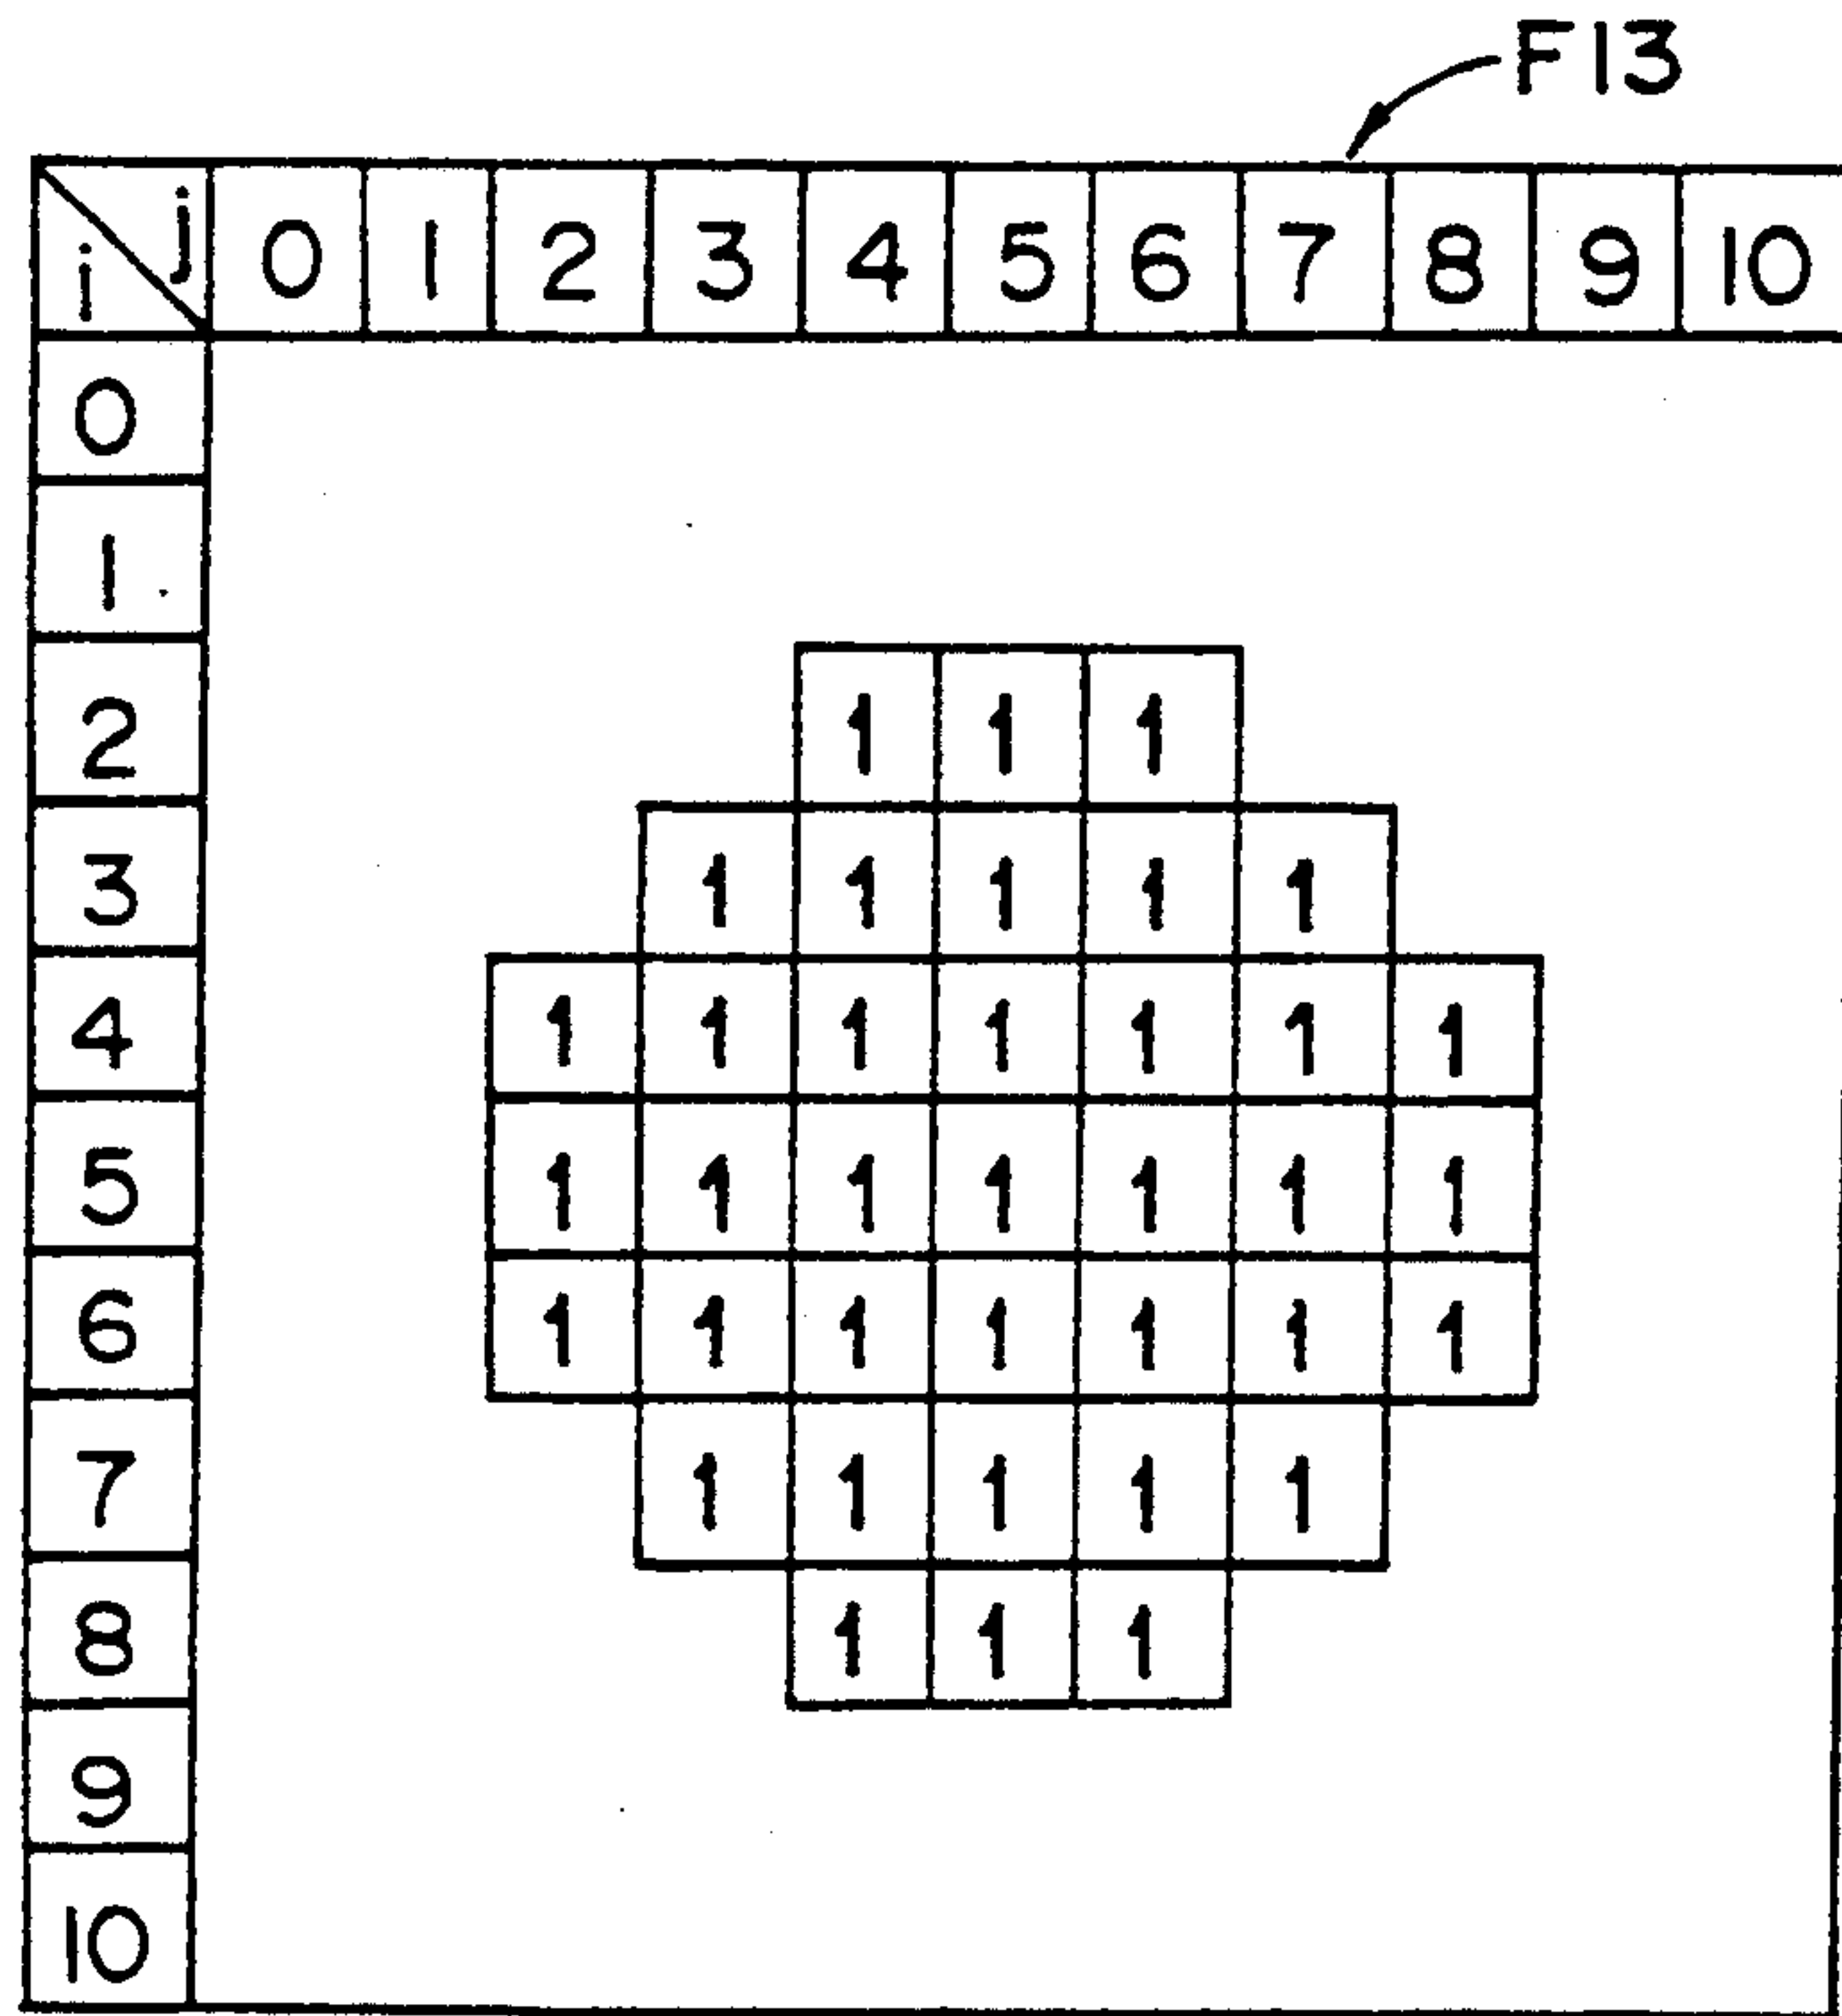 F13
j 0 1 2 3 4 5 6 7 8 9 10
i
0
1
2 1 1 1
3 1 1 1 1 1
4 1 1 1 1 1 1 1
5 1 1 1 1 1 1 1
6 1 1 1 1 1 1 1
7 1 1 1 1 1
8 1 1 1
9
10